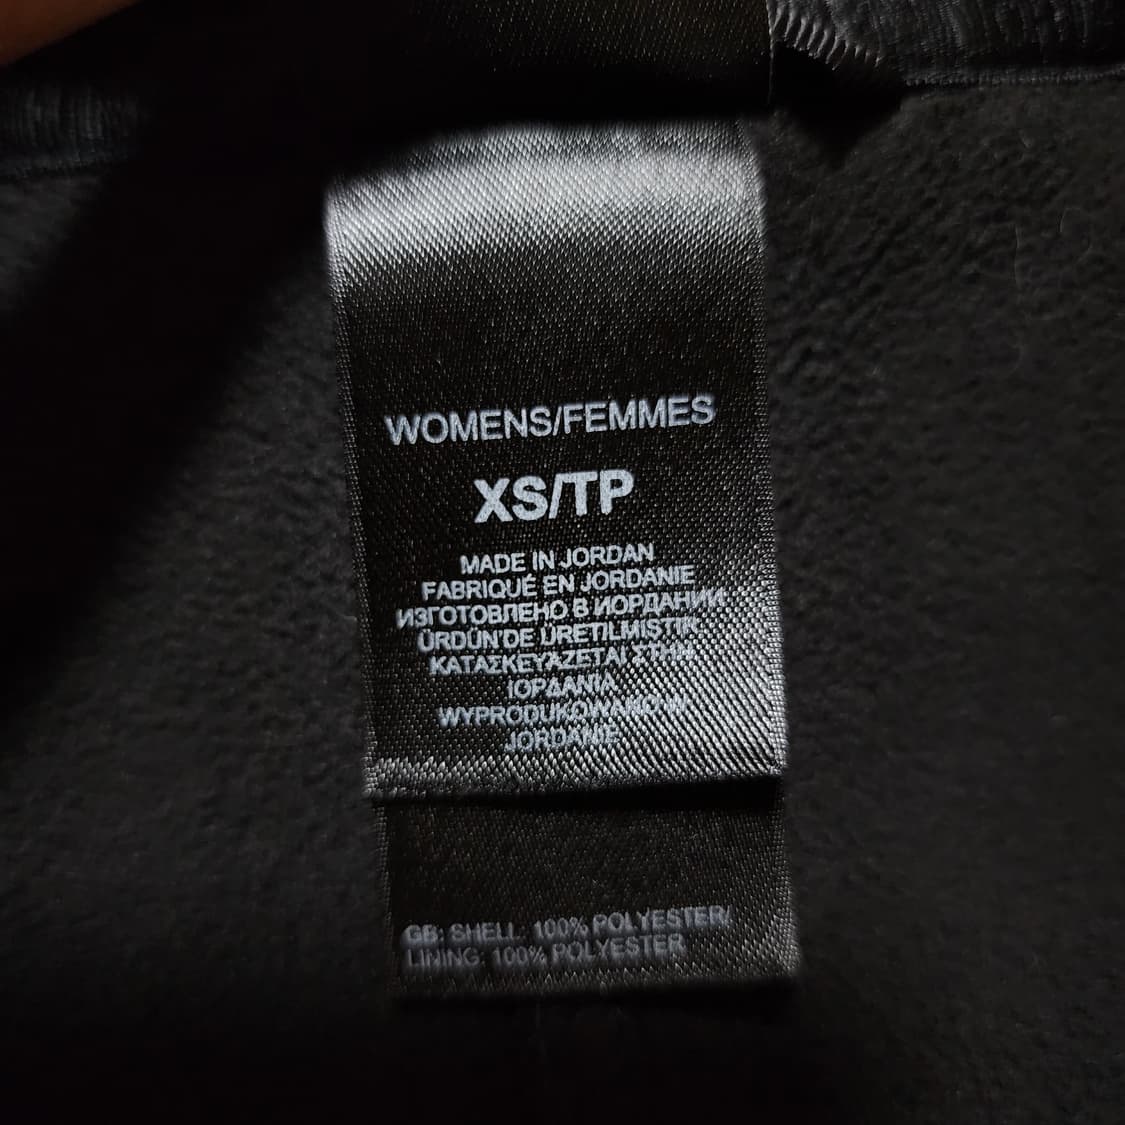 WOMENS/FEMMES
XS/TP
MADE IN JORDAN
FABRIQUÉ EN JORDANIE
ИЗГОТОВЛЕНО В ИОРДАНИИ
ÜRDÜN'DE ÜRETILMISTIR
ΚΑΤΑΣΚΕΥΑΖΕΤΑΙ ΣΤΗΝ
ΙΟΡΔΑΝΙΑ
WYPRODUKOWANO W
JORDANIE
GB: SHELL: 100% POLYESTER/
LINING: 100% POLYESTER